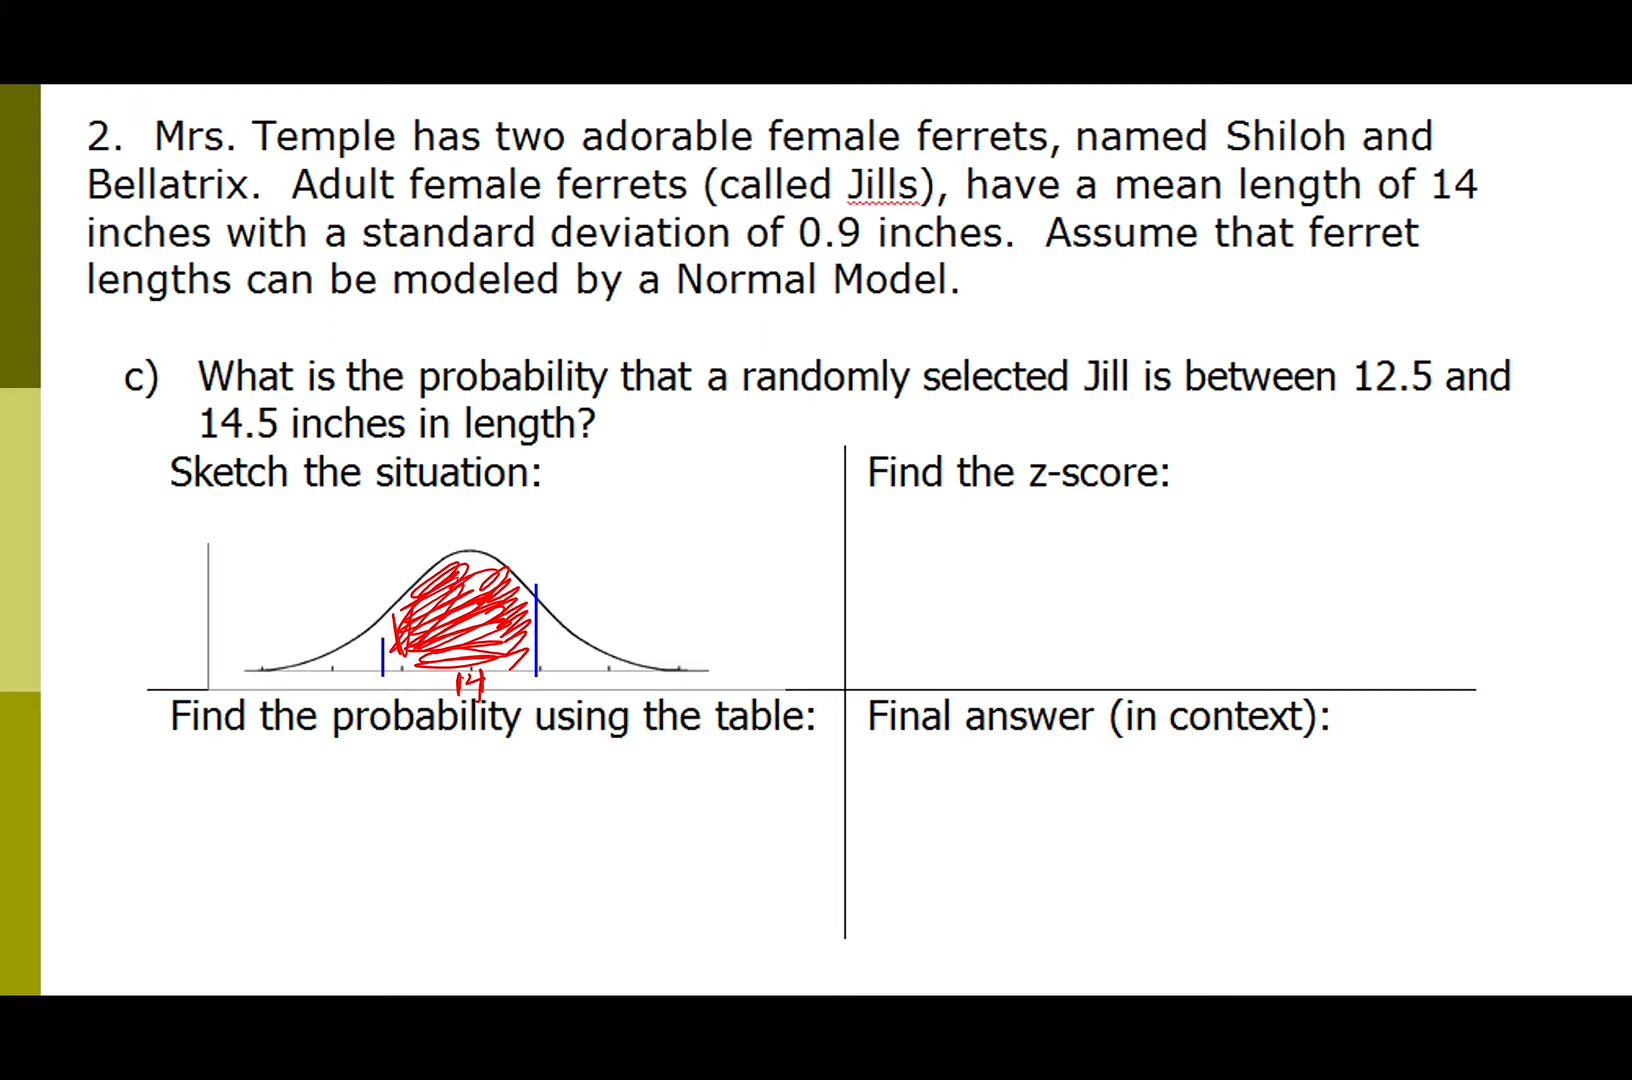 2. Mrs. Temple has two adorable female ferrets, named Shiloh and
Bellatrix. Adult female ferrets (called Jills), have a mean length of 14
inches with a standard deviation of 0.9 inches. Assume that ferret
lengths can be modeled by a Normal Model.
c) What is the probability that a randomly selected Jill is between 12.5 and
14.5 inches in length?
Sketch the situation:
Find the z-score:
14
Find the probability using the table:
Final answer (in context):